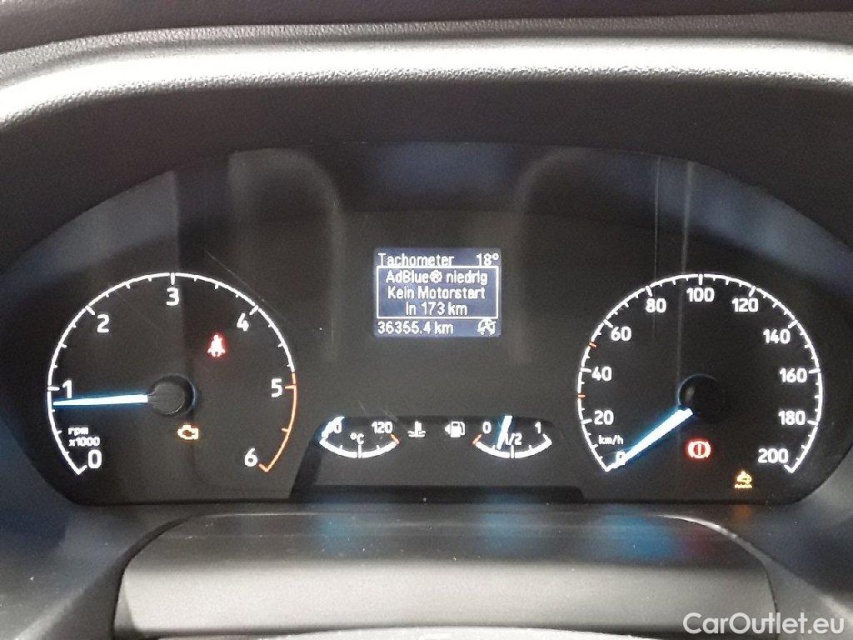 Tachometer 18°
AdBlue® niedrig
Kein Motorstart
in 173 km
36355.4 km
0 1 2 3 4 5 6
rpm
x1000
120
°C
0 1/2 1
0 20 40 60 80 100 120 140 160 180 200
km/h
CarOutlet.eu